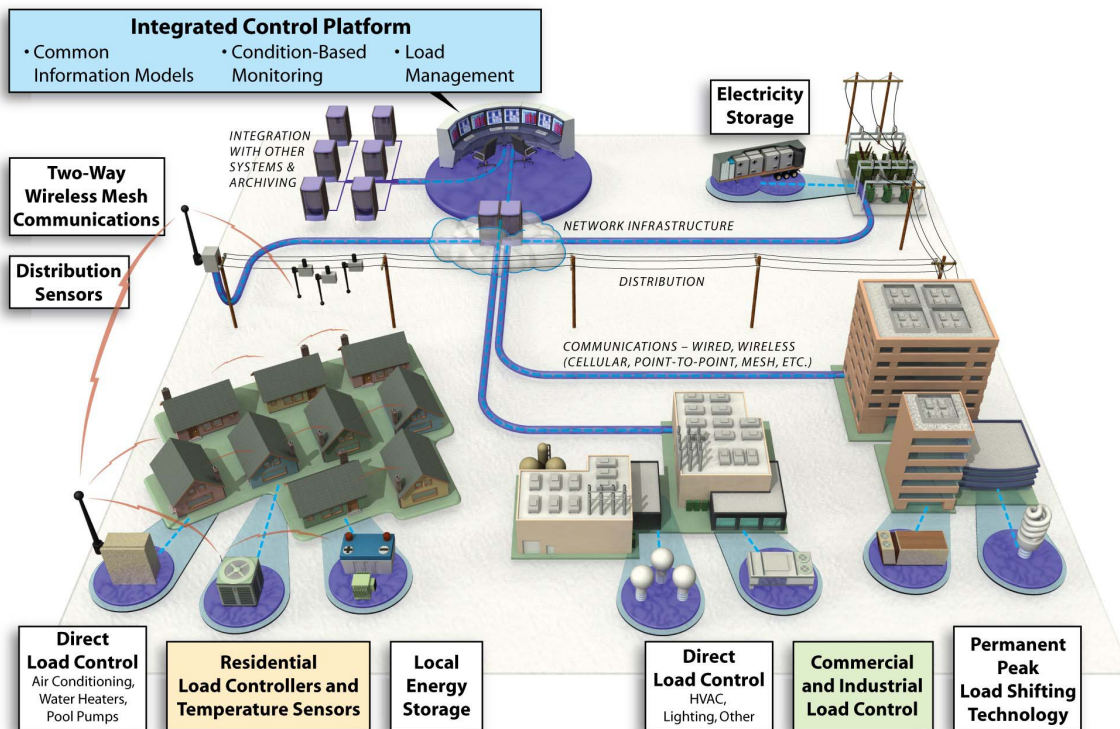 Integrated Control Platform
• Common
Information Models
• Condition-Based
Monitoring
• Load
Management
Electricity
Storage
INTEGRATION
WITH OTHER
SYSTEMS &
ARCHIVING
Two-Way
Wireless Mesh
Communications
NETWORK INFRASTRUCTURE
Distribution
Sensors
DISTRIBUTION
COMMUNICATIONS – WIRED, WIRELESS
(CELLULAR, POINT-TO-POINT, MESH, ETC.)
Direct
Load Control
Air Conditioning,
Water Heaters,
Pool Pumps
Residential
Load Controllers and
Temperature Sensors
Local
Energy
Storage
Direct
Load Control
HVAC,
Lighting, Other
Commercial
and Industrial
Load Control
Permanent
Peak
Load Shifting
Technology